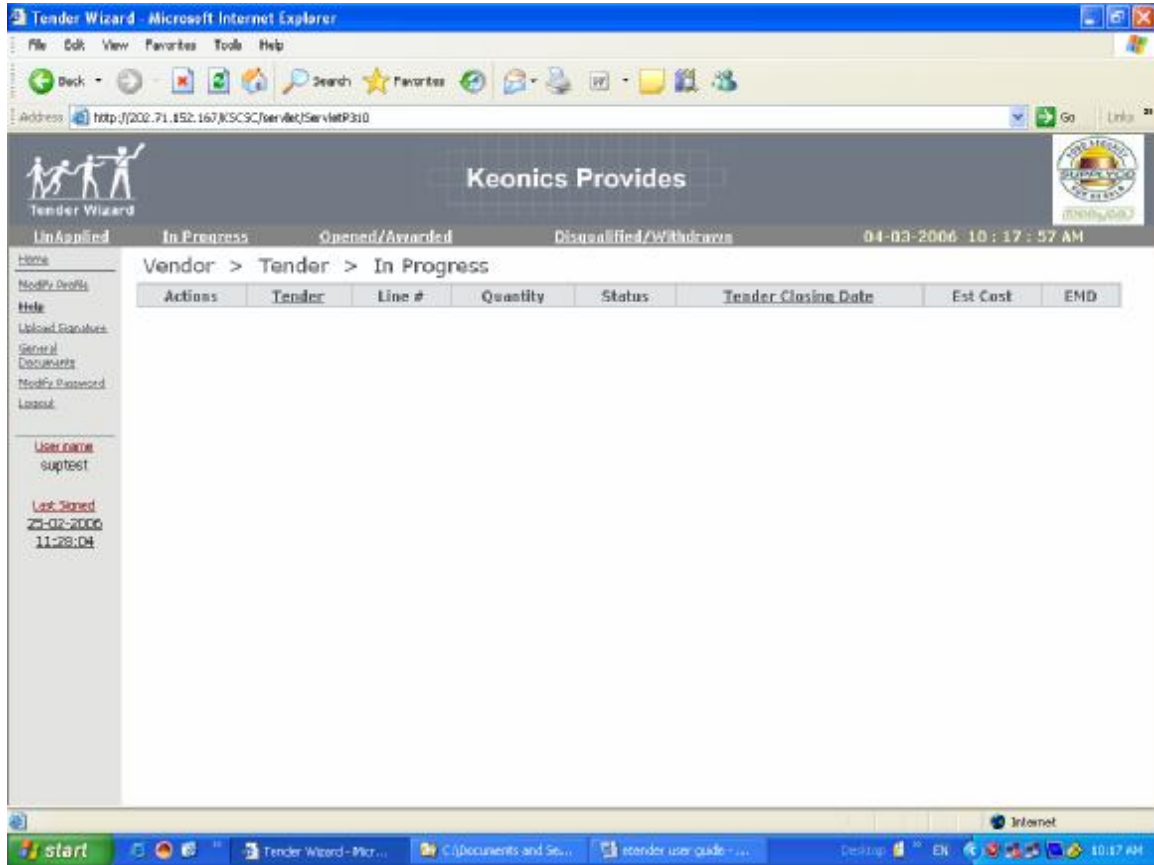 Tender Wizard - Microsoft Internet Explorer
File Edit View Favorites Tools Help
Back Search Favorites
Address http://202.71.152.167/KSCSC/servlet/ServletP310 Go Links
Tender Wizard
Keonics Provides
SUPPLYCO
UnApplied In Progress Opened/Awarded Disqualified/Withdrawn 04-03-2006 10 : 17 : 57 AM
Home
Modify Profile
Help
Upload Signature
General
Documents
Modify Password
Logout
User name
suptest
Last Signed
25-02-2006
11:28:04
Vendor > Tender > In Progress
Actions Tender Line # Quantity Status Tender Closing Date Est Cost EMD
Internet
start Tender Wizard - Micr... C:\Documents and Se... etender user guide - ... Desktop EN 10:17 AM